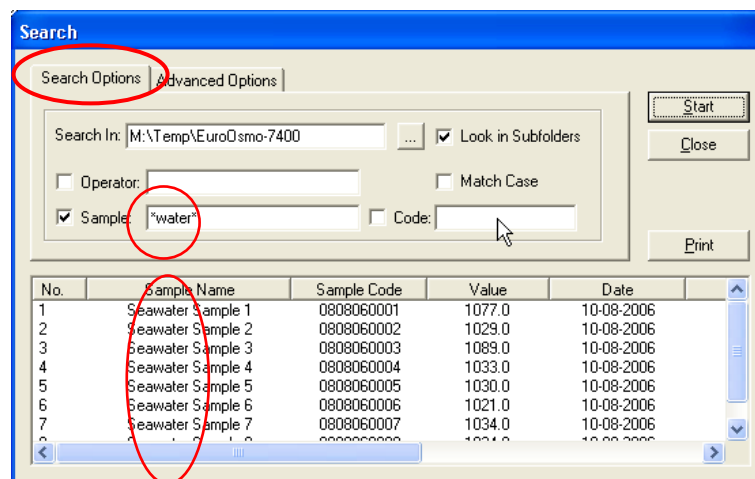 Search
Search Options Advanced Options
Start
Search In: M:\Temp\EuroOsmo-7400 ... Look in Subfolders
Close
Operator: Match Case
Sample: *water* Code:
Print
No. Sample Name Sample Code Value Date
1 Seawater Sample 1 0808060001 1077.0 10-08-2006
2 Seawater Sample 2 0808060002 1029.0 10-08-2006
3 Seawater Sample 3 0808060003 1089.0 10-08-2006
4 Seawater Sample 4 0808060004 1033.0 10-08-2006
5 Seawater Sample 5 0808060005 1030.0 10-08-2006
6 Seawater Sample 6 0808060006 1021.0 10-08-2006
7 Seawater Sample 7 0808060007 1034.0 10-08-2006